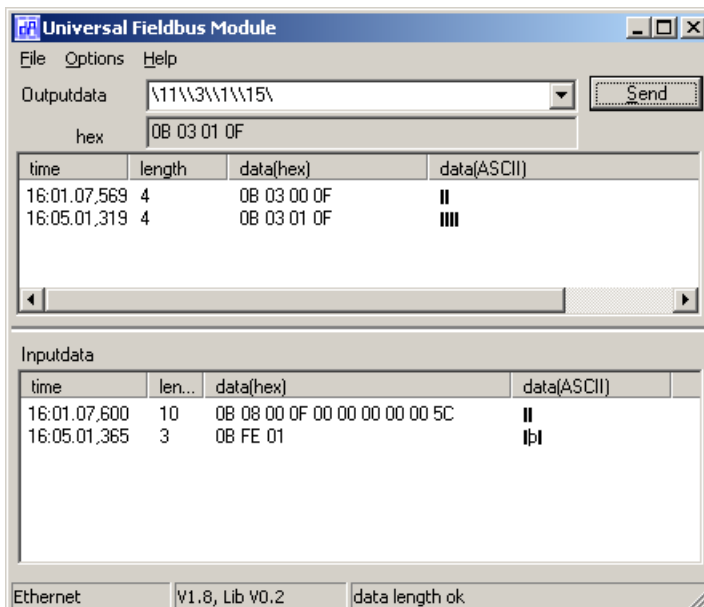 Universal Fieldbus Module
File Options Help
Outputdata \11\\3\\1\\15\ Send
hex 0B 03 01 0F
time length data(hex) data(ASCII)
16:01.07,569 4 0B 03 00 0F
16:05.01,319 4 0B 03 01 0F
Inputdata
time len... data(hex) data(ASCII)
16:01.07,600 10 0B 08 00 0F 00 00 00 00 00 5C
16:05.01,365 3 0B FE 01 þ
Ethernet V1.8, Lib V0.2 data length ok